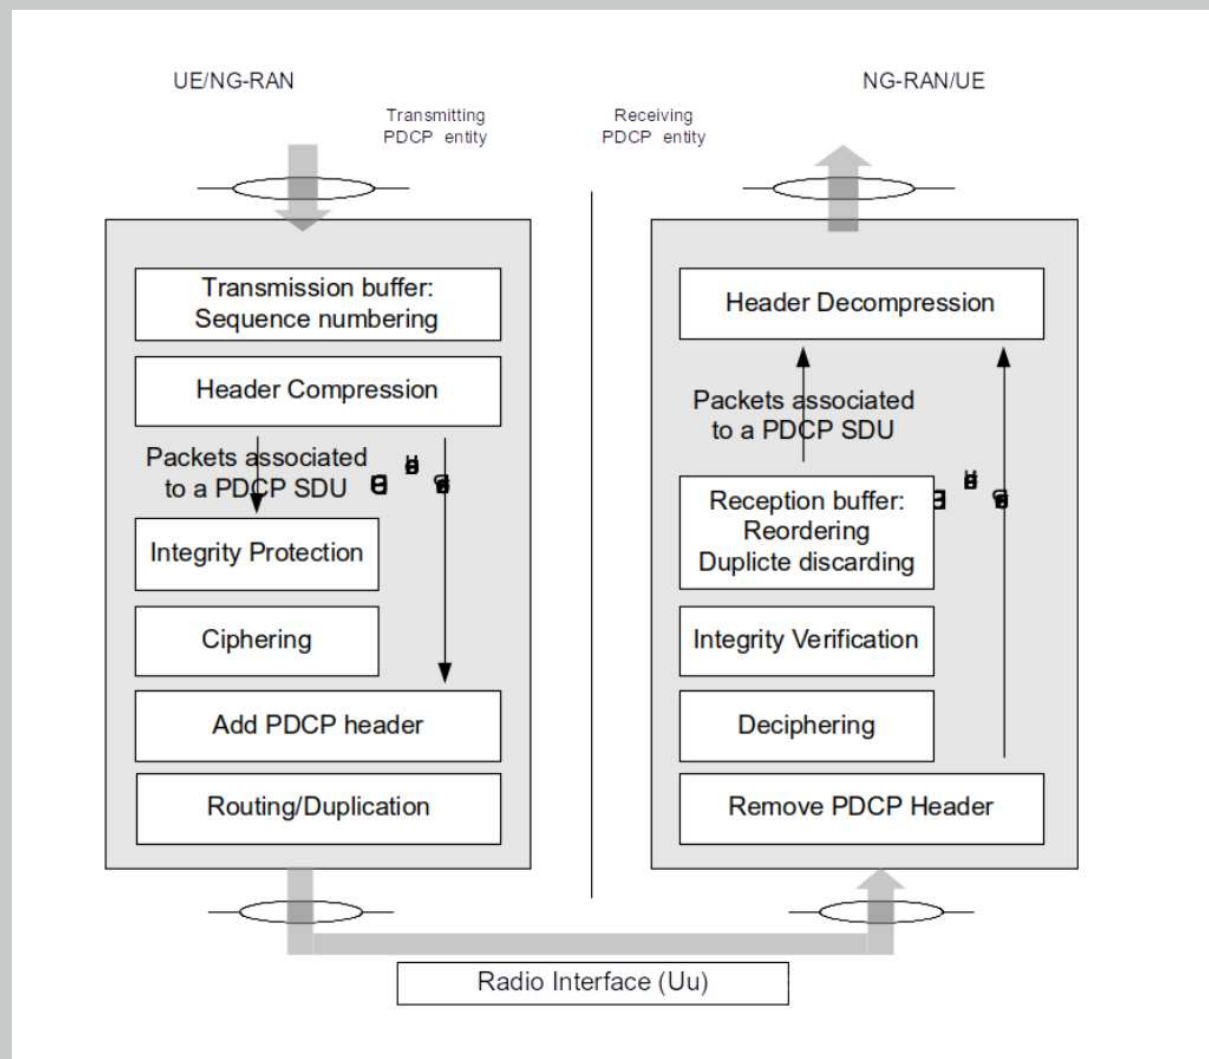 UE/NG-RAN
NG-RAN/UE
Transmitting
PDCP entity
Receiving
PDCP entity
Transmission buffer:
Sequence numbering
Header Compression
Packets associated
to a PDCP SDU
Integrity Protection
Ciphering
Add PDCP header
Routing/Duplication
Header Decompression
Packets associated
to a PDCP SDU
Reception buffer:
Reordering
Duplicte discarding
Integrity Verification
Deciphering
Remove PDCP Header
Radio Interface (Uu)